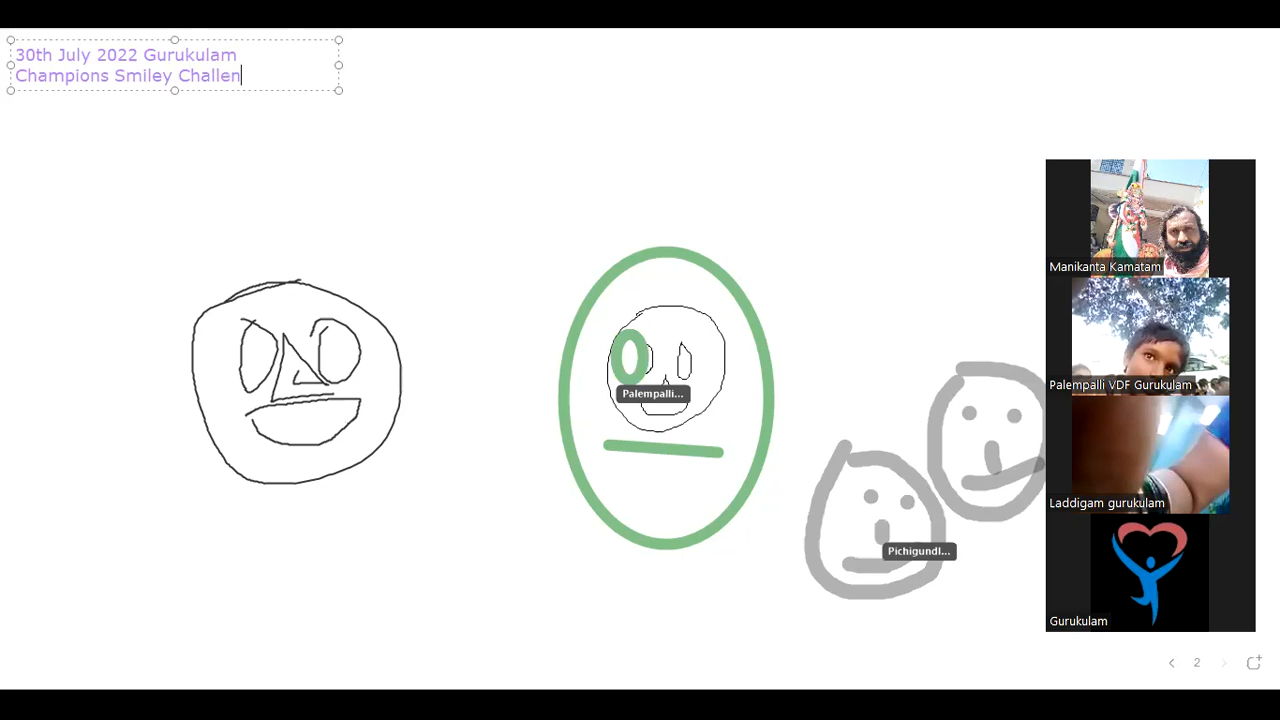 30th July 2022 Gurukulam
Champions Smiley Challen
Manikanta Kamatam
Palempalli VDF Gurukulam
Palempalli...
Laddigam gurukulam
Pichigundl...
Gurukulam
2